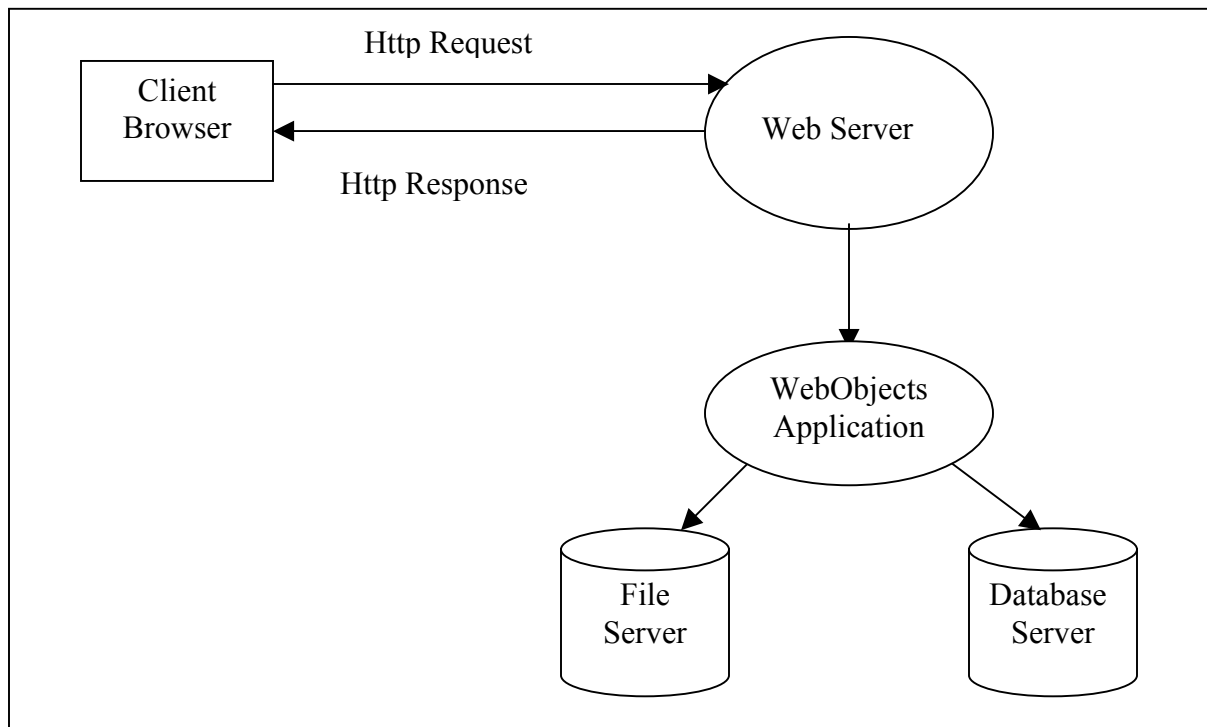 Http Request
Client
Browser
Web Server
Http Response
WebObjects
Application
File
Server
Database
Server